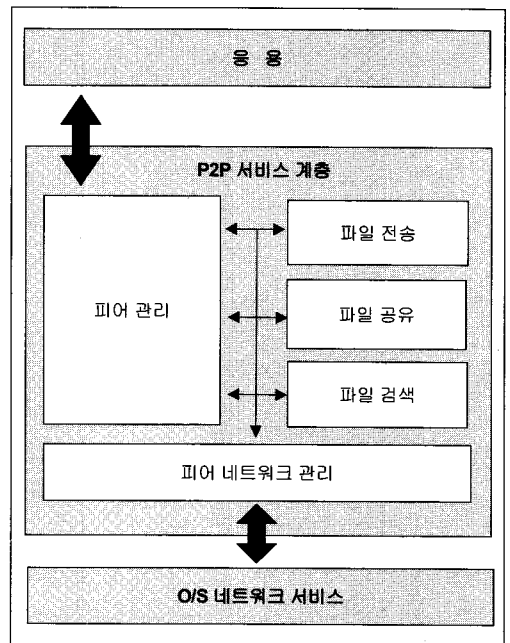 응 용
P2P 서비스 계층
파일 전송
피어 관리
파일 공유
파일 검색
피어 네트워크 관리
O/S 네트워크 서비스